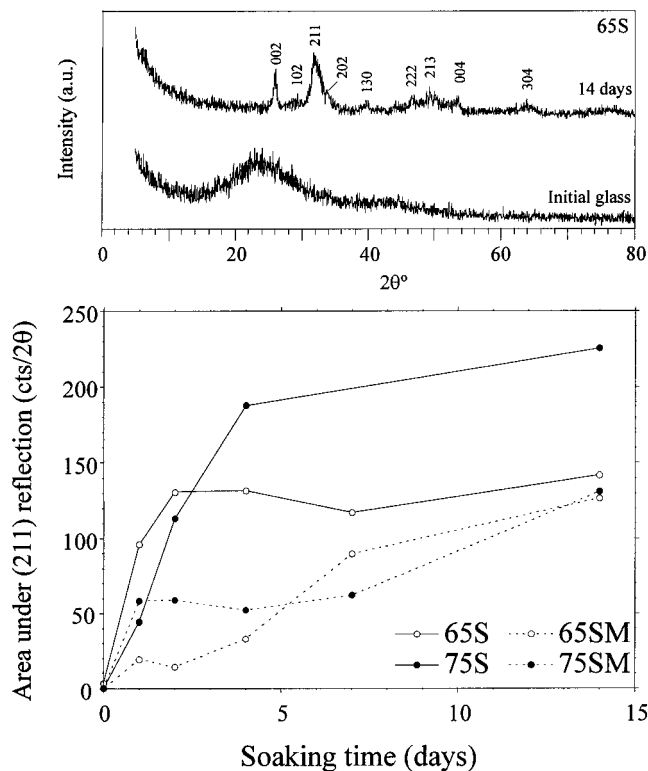 65S
211
002
102
202
130
222
213
004
304
14 days
Initial glass
Intensity (a.u.)
0 20 40 60 80
2θ°
250
200
150
100
50
0
Area under (211) reflection (cts/2θ)
65S 65SM
75S 75SM
0 5 10 15
Soaking time (days)